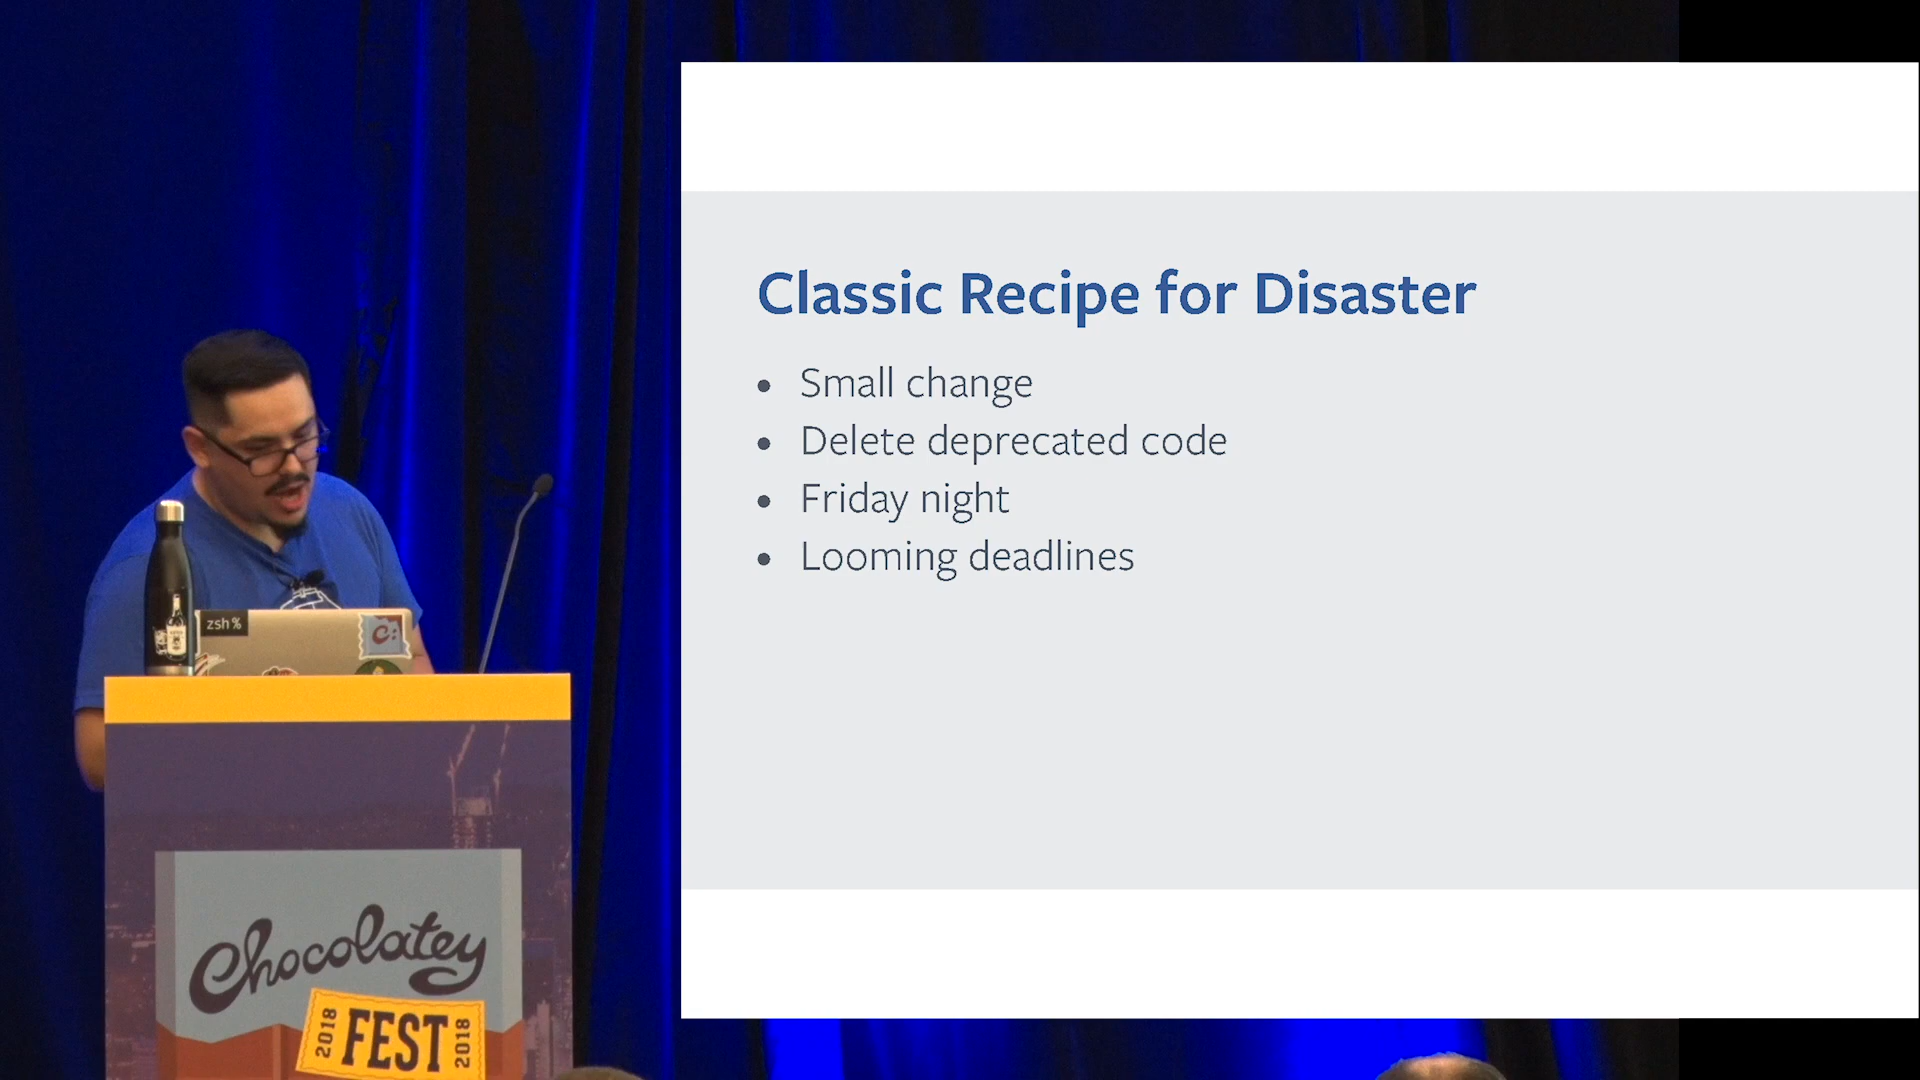 Classic Recipe for Disaster
• Small change
• Delete deprecated code
• Friday night
• Looming deadlines
zsh %
C:
Chocolatey
2018 FEST 2018